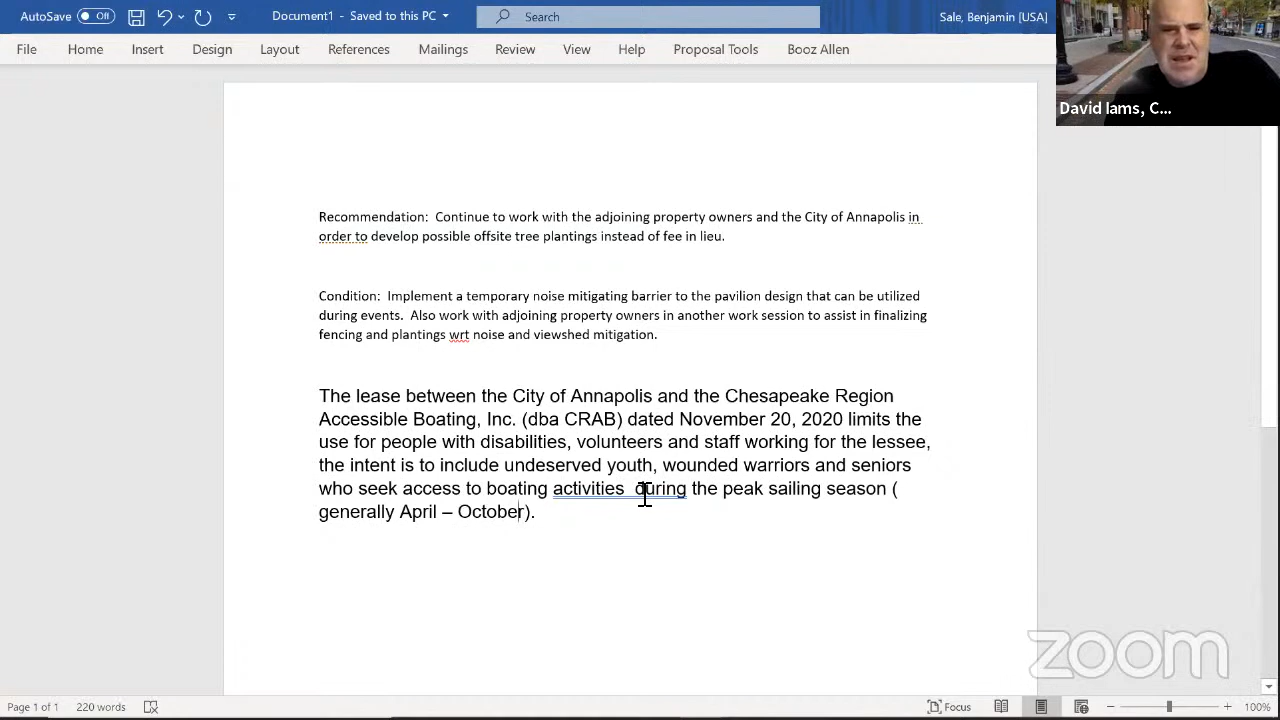 AutoSave Off Document1 - Saved to this PC Search Sale, Benjamin [USA]
File Home Insert Design Layout References Mailings Review View Help Proposal Tools Booz Allen
David Iams, C...
Recommendation: Continue to work with the adjoining property owners and the City of Annapolis in
order to develop possible offsite tree plantings instead of fee in lieu.
Condition: Implement a temporary noise mitigating barrier to the pavilion design that can be utilized
during events. Also work with adjoining property owners in another work session to assist in finalizing
fencing and plantings wrt noise and viewshed mitigation.
The lease between the City of Annapolis and the Chesapeake Region
Accessible Boating, Inc. (dba CRAB) dated November 20, 2020 limits the
use for people with disabilities, volunteers and staff working for the lessee,
the intent is to include undeserved youth, wounded warriors and seniors
who seek access to boating activities during the peak sailing season (
generally April – October).
zoom
Page 1 of 1 220 words Focus 100%